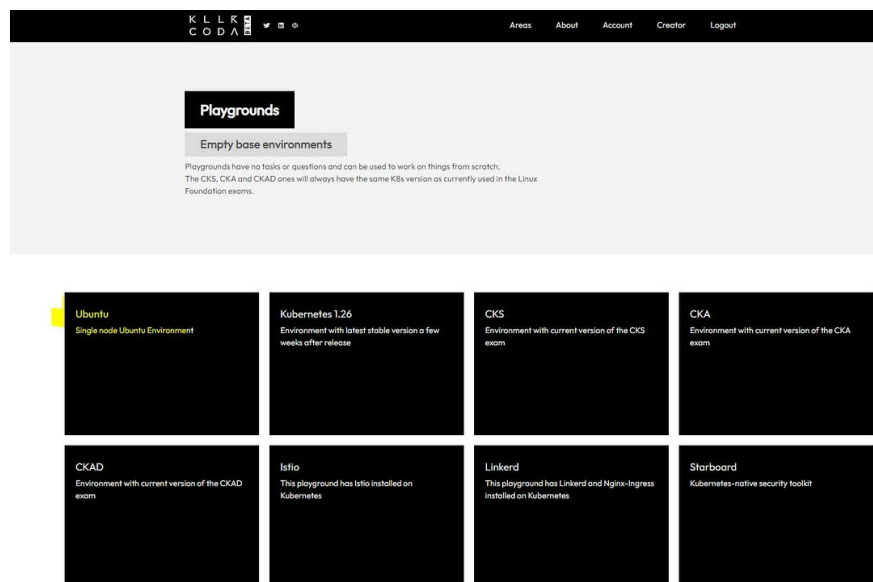 KLLR
CODA BETA
Areas About Account Creator Logout
Playgrounds
Empty base environments
Playgrounds have no tasks or questions and can be used to work on things from scratch.
The CKS, CKA and CKAD ones will always have the same K8s version as currently used in the Linux
Foundation exams.
Ubuntu
Single node Ubuntu Environment
Kubernetes 1.26
Environment with latest stable version a few
weeks after release
CKS
Environment with current version of the CKS
exam
CKA
Environment with current version of the CKA
exam
CKAD
Environment with current version of the CKAD
exam
Istio
This playground has Istio installed on
Kubernetes
Linkerd
This playground has Linkerd and Nginx-Ingress
installed on Kubernetes
Starboard
Kubernetes-native security toolkit